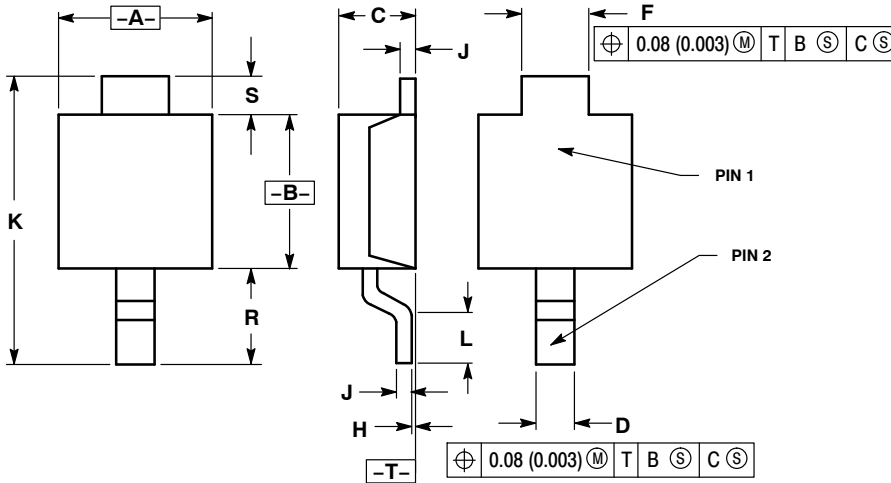 –A–
C
F
⌖ 0.08 (0.003) Ⓜ T B Ⓢ C Ⓢ
J
S
–B–
K
PIN 1
PIN 2
R
L
J
D
H
⌖ 0.08 (0.003) Ⓜ T B Ⓢ C Ⓢ
–T–